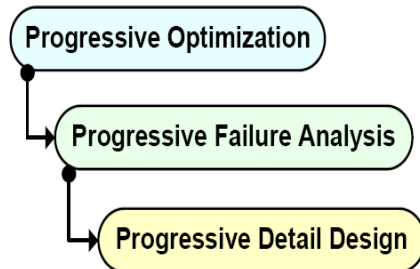 Progressive Optimization
Progressive Failure Analysis
Progressive Detail Design